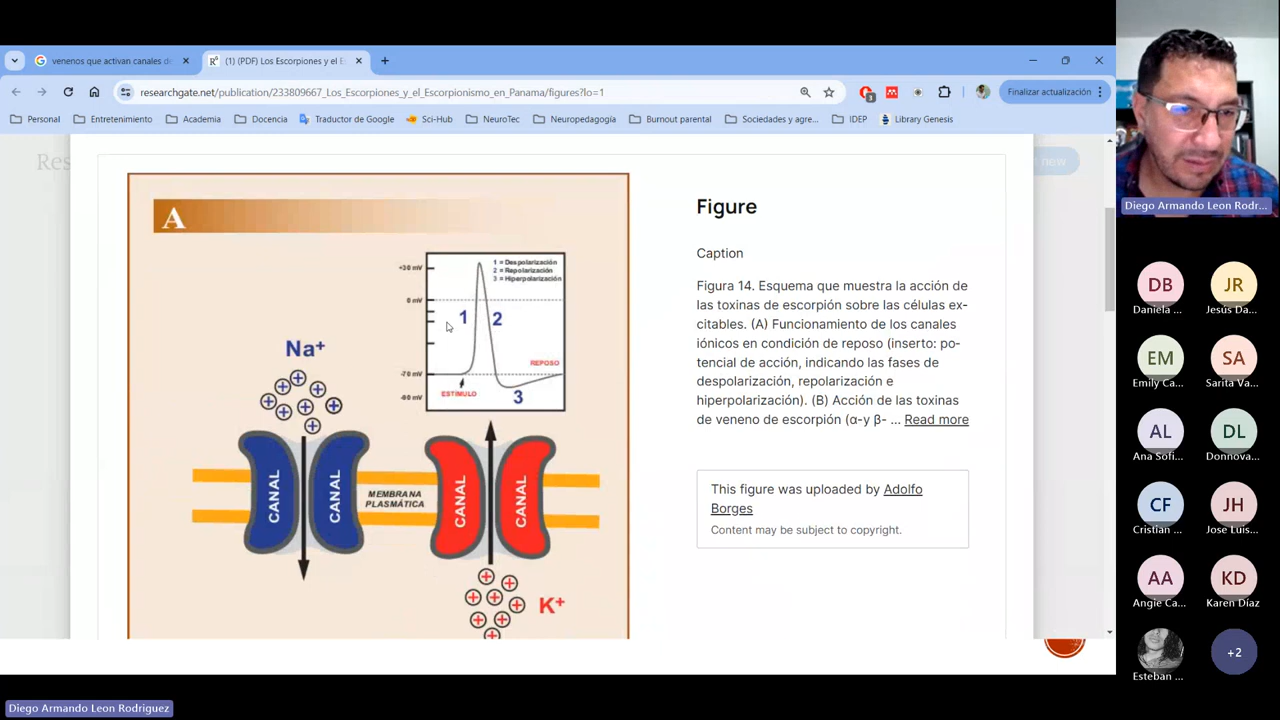 venenos que activan canales de
(1) (PDF) Los Escorpiones y el E
researchgate.net/publication/233809667_Los_Escorpiones_y_el_Escorpionismo_en_Panama/figures?lo=1
3
Finalizar actualización
Personal
Entretenimiento
Academia
Docencia
Traductor de Google
Sci-Hub
NeuroTec
Neuropedagogía
Burnout parental
Sociedades y agre...
IDEP
Library Genesis
Res
t new
A
+30 mV
0 mV
-70 mV
1 = Despolarización
2 = Repolarización
3 = Hiperpolarización
1
2
3
REPOSO
ESTIMULO
Na⁺
CANAL
CANAL
MEMBRANA
PLASMÁTICA
CANAL
CANAL
K⁺
Figure
Caption
Figura 14. Esquema que muestra la acción de
las toxinas de escorpión sobre las células ex-
citables. (A) Funcionamiento de los canales
iónicos en condición de reposo (inserto: po-
tencial de acción, indicando las fases de
despolarización, repolarización e
hiperpolarización). (B) Acción de las toxinas
de veneno de escorpión (α-y β- ... Read more
This figure was uploaded by Adolfo
Borges
Content may be subject to copyright.
Diego Armando Leon Rodr...
DB
Daniela ...
JR
Jesús Da...
EM
Emily Ca...
SA
Sarita Va...
AL
Ana Sofi...
DL
Donnova...
CF
Cristian ...
JH
Jose Luis...
AA
Angie Ca...
KD
Karen Díaz
Esteban ...
+2
Diego Armando Leon Rodriguez